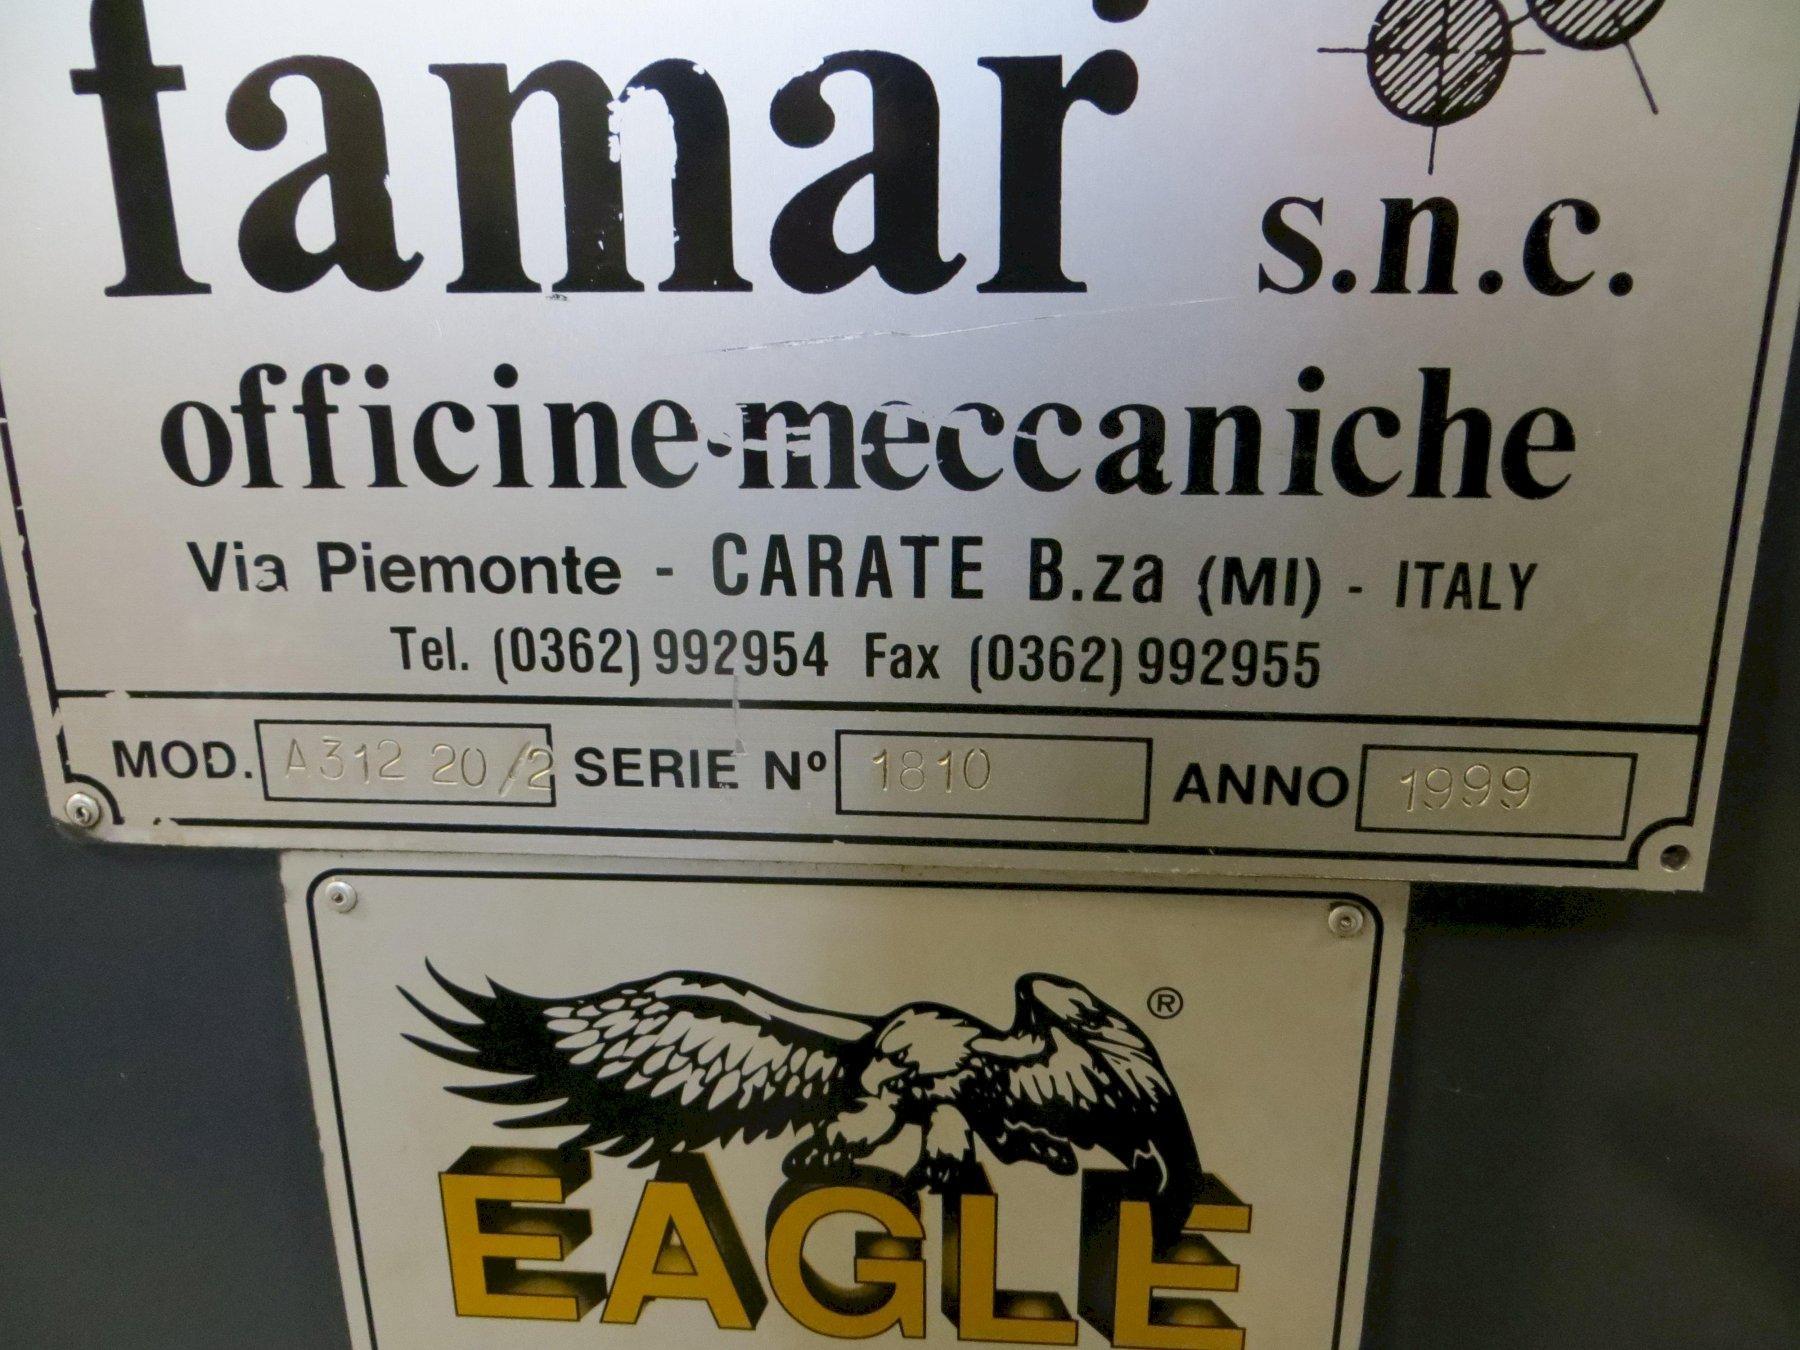 famar
s.n.c.
officine-meccaniche
Via Piemonte - CARATE B.za (MI) - ITALY
Tel. (0362) 992954 Fax (0362) 992955
MOD. A312 20/2 SERIE Nº 1810 ANNO 1999
®
EAGLE